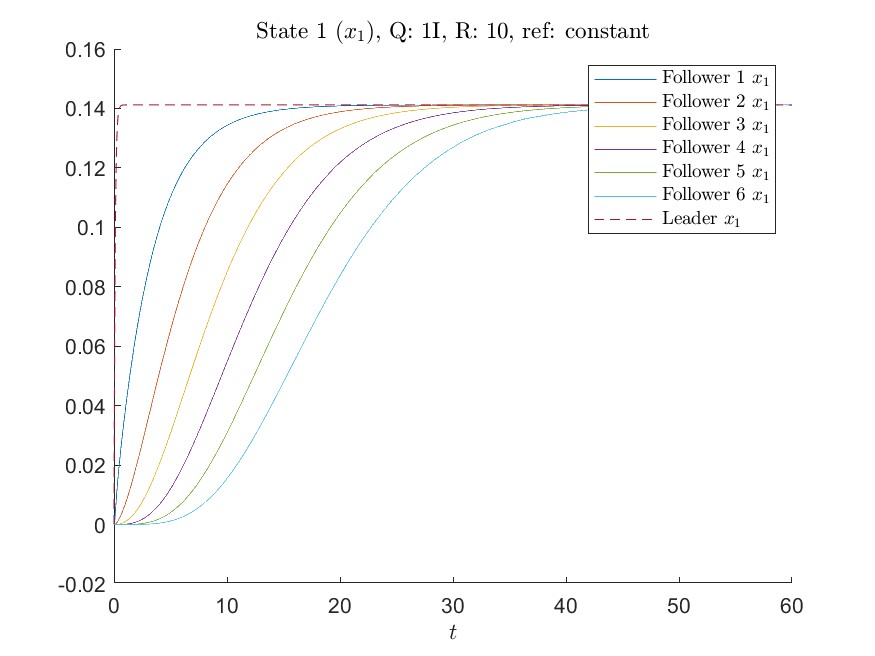 State 1 (x₁), Q: 1I, R: 10, ref: constant
0.16
0.14
0.12
0.1
0.08
0.06
0.04
0.02
0
-0.02
Follower 1 x₁
Follower 2 x₁
Follower 3 x₁
Follower 4 x₁
Follower 5 x₁
Follower 6 x₁
Leader x₁
0 10 20 30 40 50 60
t